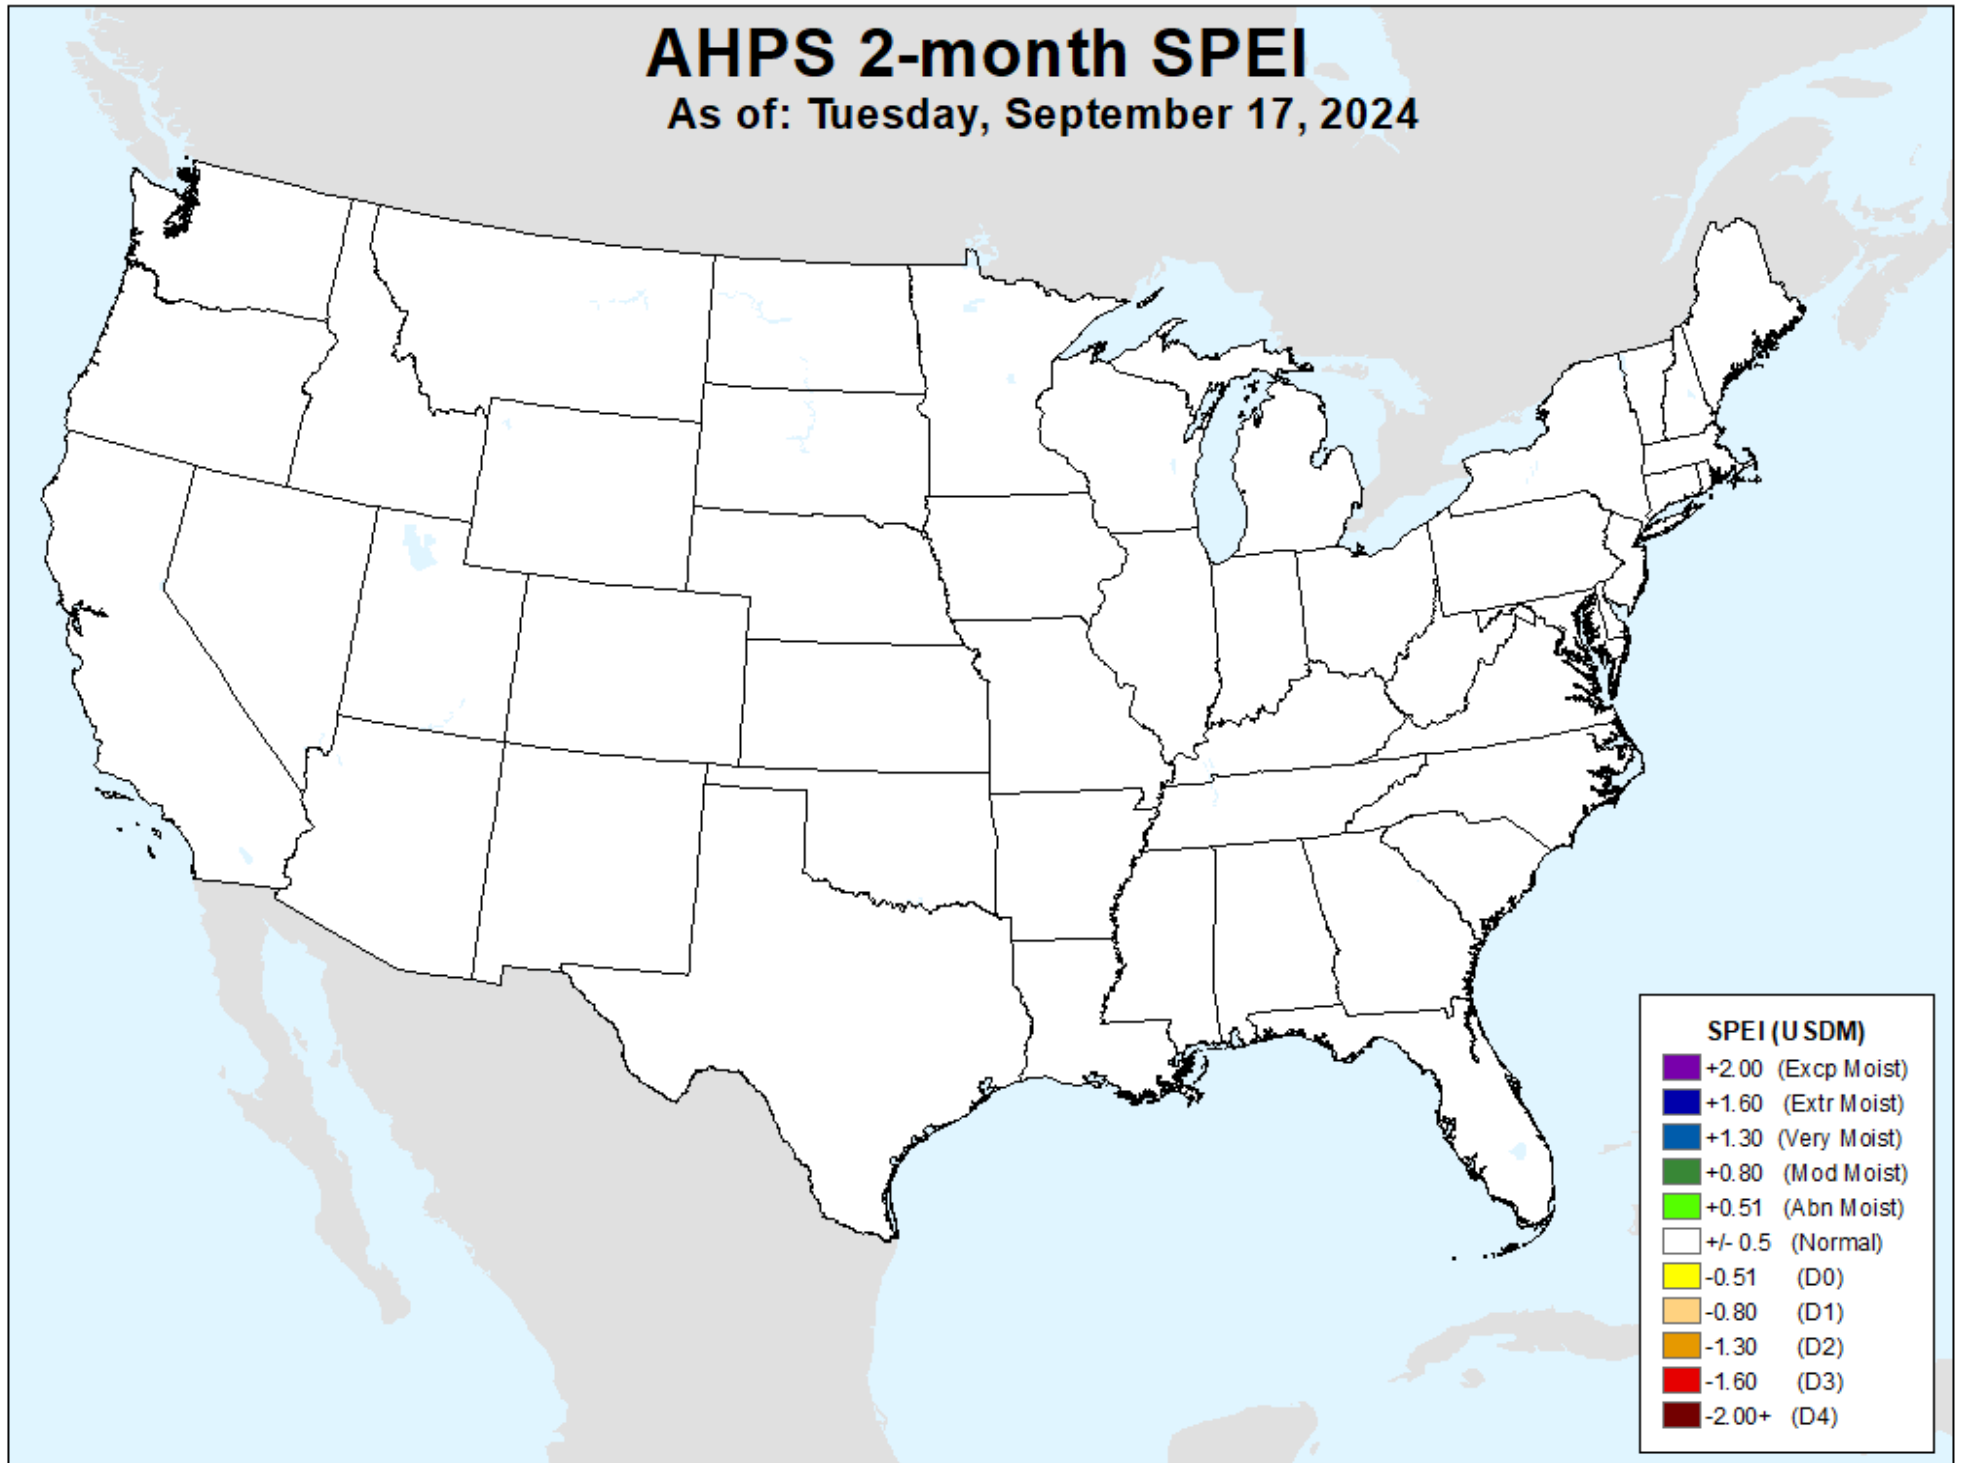 AHPS 2-month SPEI
As of: Tuesday, September 17, 2024
SPEI (USDM)
+2.00 (Excp Moist)
+1.60 (Extr Moist)
+1.30 (Very Moist)
+0.80 (Mod Moist)
+0.51 (Abn Moist)
+/- 0.5 (Normal)
-0.51 (D0)
-0.80 (D1)
-1.30 (D2)
-1.60 (D3)
-2.00+ (D4)